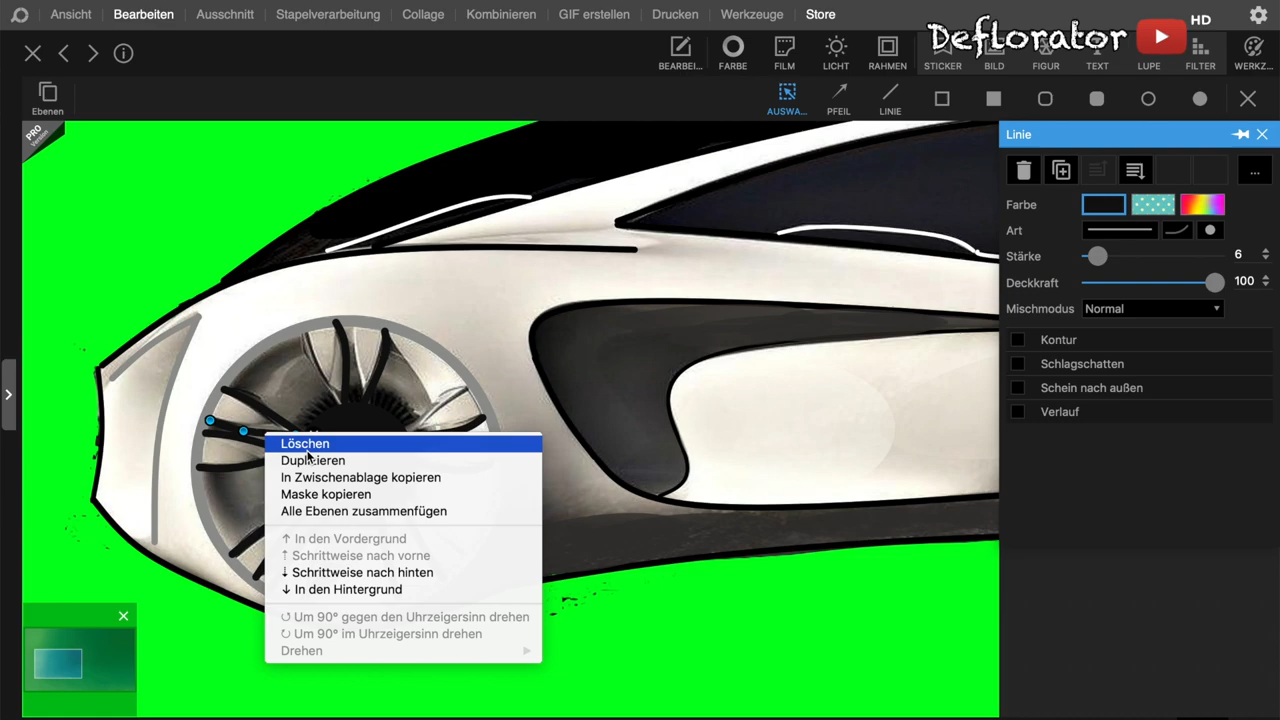 Ansicht Bearbeiten Ausschnitt Stapelverarbeitung Collage Kombinieren GIF erstellen Drucken Werkzeuge Store
HD
Deflorator
BEARBEI... FARBE FILM LICHT RAHMEN STICKER BILD FIGUR TEXT LUPE FILTER WERKZ...
Ebenen AUSWA... PFEIL LINIE
PRO
Version
Linie
...
Farbe
Art
Stärke 6
Deckkraft 100
Mischmodus Normal
Kontur
Schlagschatten
Schein nach außen
Verlauf
Löschen
Duplizieren
In Zwischenablage kopieren
Maske kopieren
Alle Ebenen zusammenfügen
↑ In den Vordergrund
⇡ Schrittweise nach vorne
⇣ Schrittweise nach hinten
↓ In den Hintergrund
↺ Um 90° gegen den Uhrzeigersinn drehen
↻ Um 90° im Uhrzeigersinn drehen
Drehen